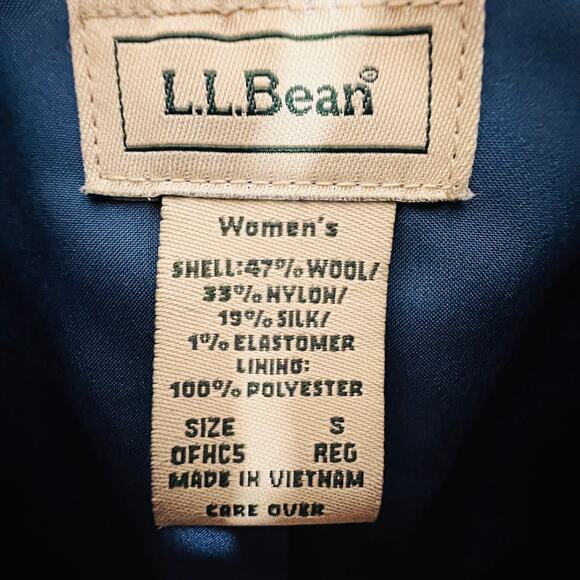 L.L.Bean®
Women's
SHELL:47% WOOL/
33% NYLON/
19% SILK/
1% ELASTOMER
LINING:
100% POLYESTER
SIZE S
OFHC5 REG
MADE IN VIETNAM
CARE OVER